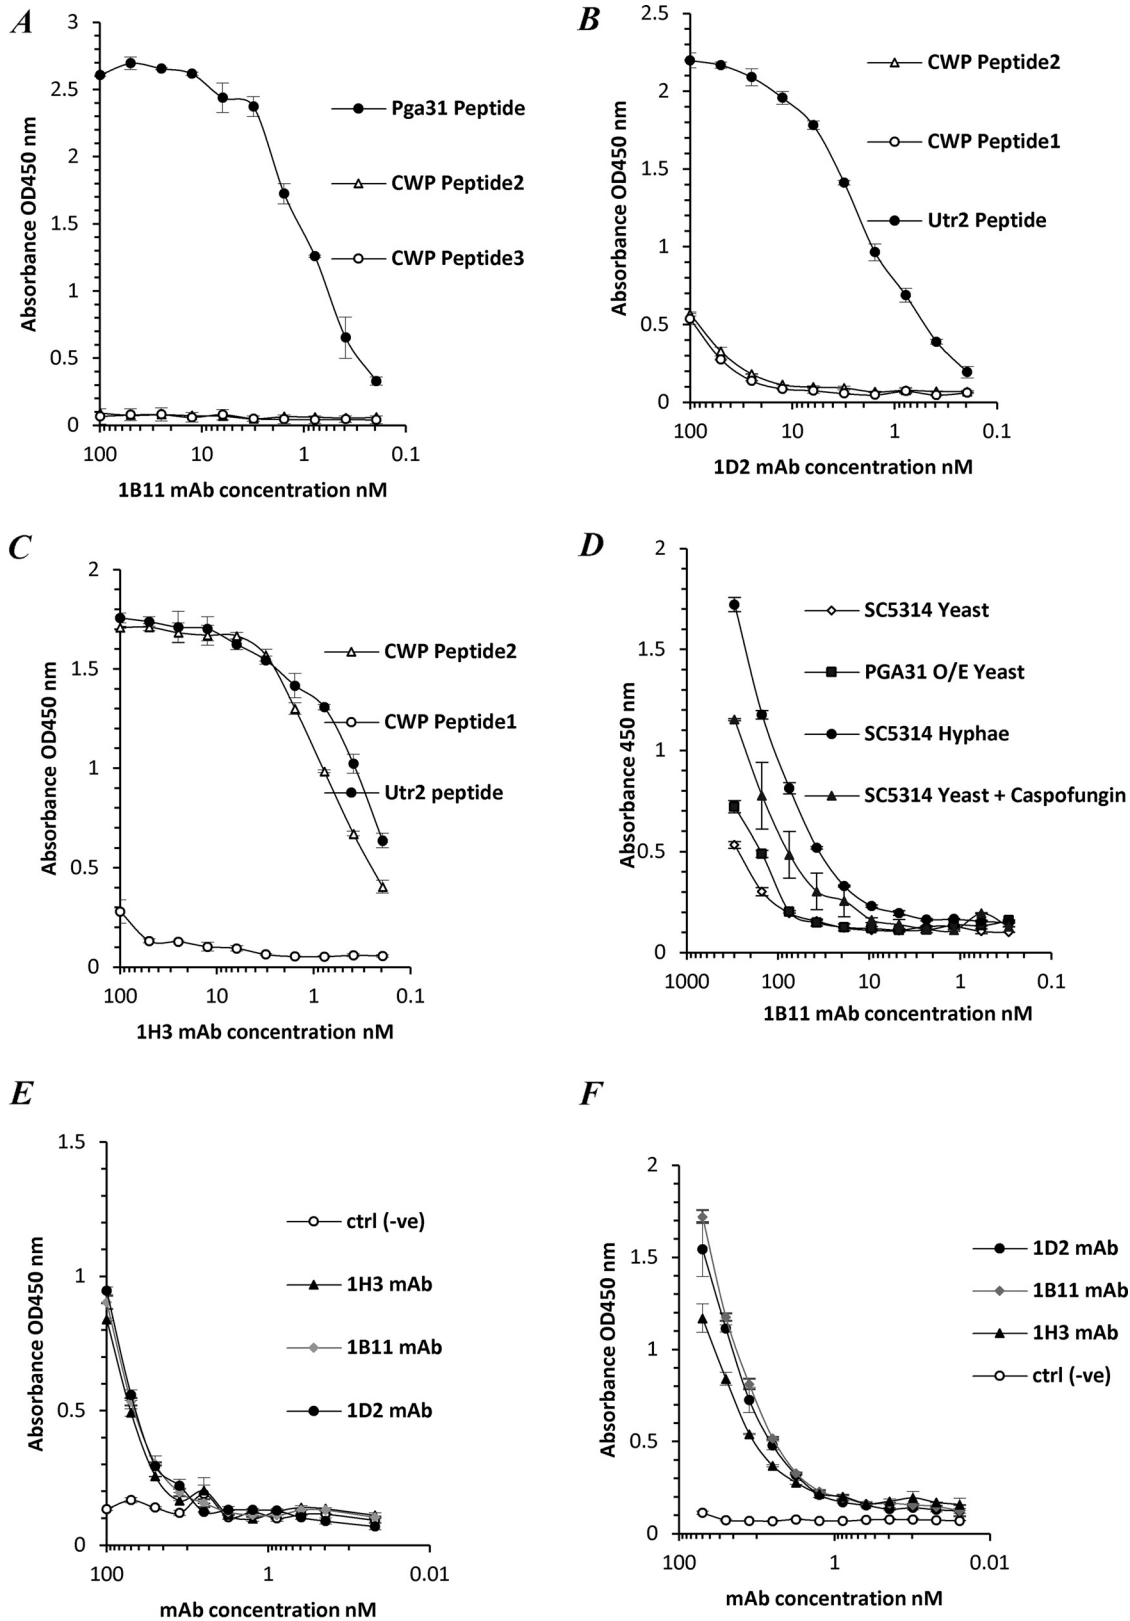 A
3
2.5
2
1.5
1
0.5
0
100
10
1
0.1
Absorbance OD450 nm
1B11 mAb concentration nM
Pga31 Peptide
CWP Peptide2
CWP Peptide3
B
2.5
2
1.5
1
0.5
0
100
10
1
0.1
Absorbance OD450 nm
1D2 mAb concentration nM
CWP Peptide2
CWP Peptide1
Utr2 Peptide
C
2
1.5
1
0.5
0
100
10
1
0.1
Absorbance OD450 nm
1H3 mAb concentration nM
CWP Peptide2
CWP Peptide1
Utr2 peptide
D
2
1.5
1
0.5
0
1000
100
10
1
0.1
Absorbance 450 nm
1B11 mAb concentration nM
SC5314 Yeast
PGA31 O/E Yeast
SC5314 Hyphae
SC5314 Yeast + Caspofungin
E
1.5
1
0.5
0
100
1
0.01
Absorbance OD450 nm
mAb concentration nM
ctrl (-ve)
1H3 mAb
1B11 mAb
1D2 mAb
F
2
1.5
1
0.5
0
100
1
0.01
Absorbance OD450 nm
mAb concentration nM
1D2 mAb
1B11 mAb
1H3 mAb
ctrl (-ve)